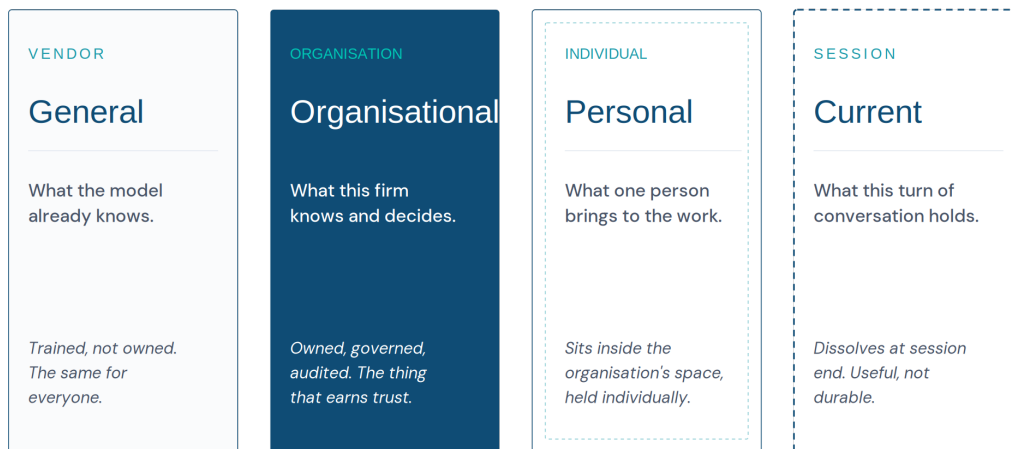 VENDOR
General
What the model
already knows.
Trained, not owned.
The same for
everyone.
ORGANISATION
Organisational
What this firm
knows and decides.
Owned, governed,
audited. The thing
that earns trust.
INDIVIDUAL
Personal
What one person
brings to the work.
Sits inside the
organisation's space,
held individually.
SESSION
Current
What this turn of
conversation holds.
Dissolves at session
end. Useful, not
durable.